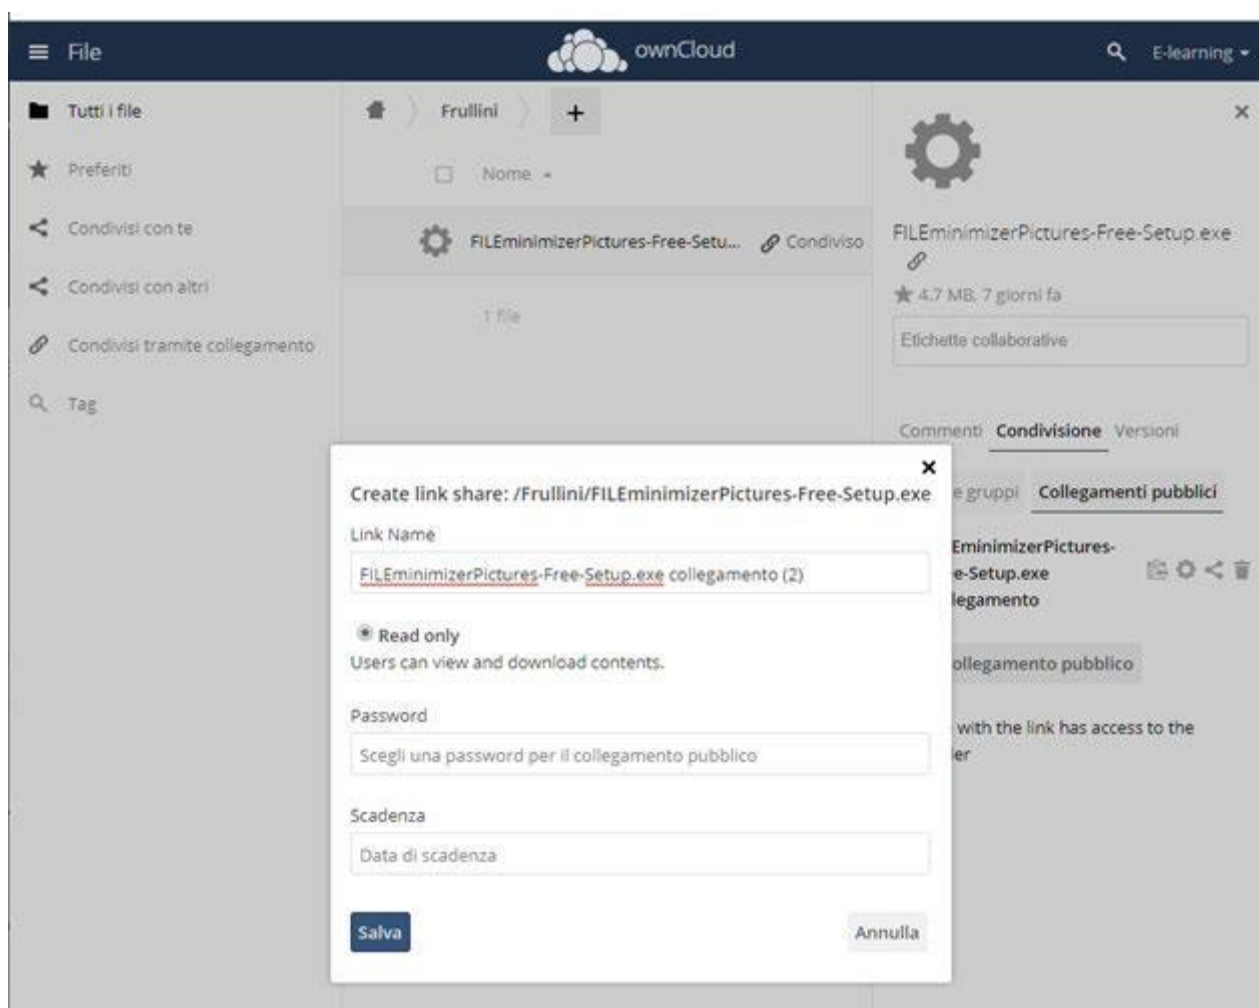 File
ownCloud
E-learning
Tutti i file
Preferiti
Condivisi con te
Condivisi con altri
Condivisi tramite collegamento
Tag
Frullini
+
Nome
FILEminimizerPictures-Free-Setu... Condiviso
1 file
FILEminimizerPictures-Free-Setup.exe
4.7 MB, 7 giorni fa
Etichette collaborative
Commenti Condivisione Versioni
e gruppi Collegamenti pubblici
EminimizerPictures-
e-Setup.exe
legamento
ollegamento pubblico
with the link has access to the
er
Create link share: /Frullini/FILEminimizerPictures-Free-Setup.exe
Link Name
FILEminimizerPictures-Free-Setup.exe collegamento (2)
Read only
Users can view and download contents.
Password
Scegli una password per il collegamento pubblico
Scadenza
Data di scadenza
Salva
Annulla